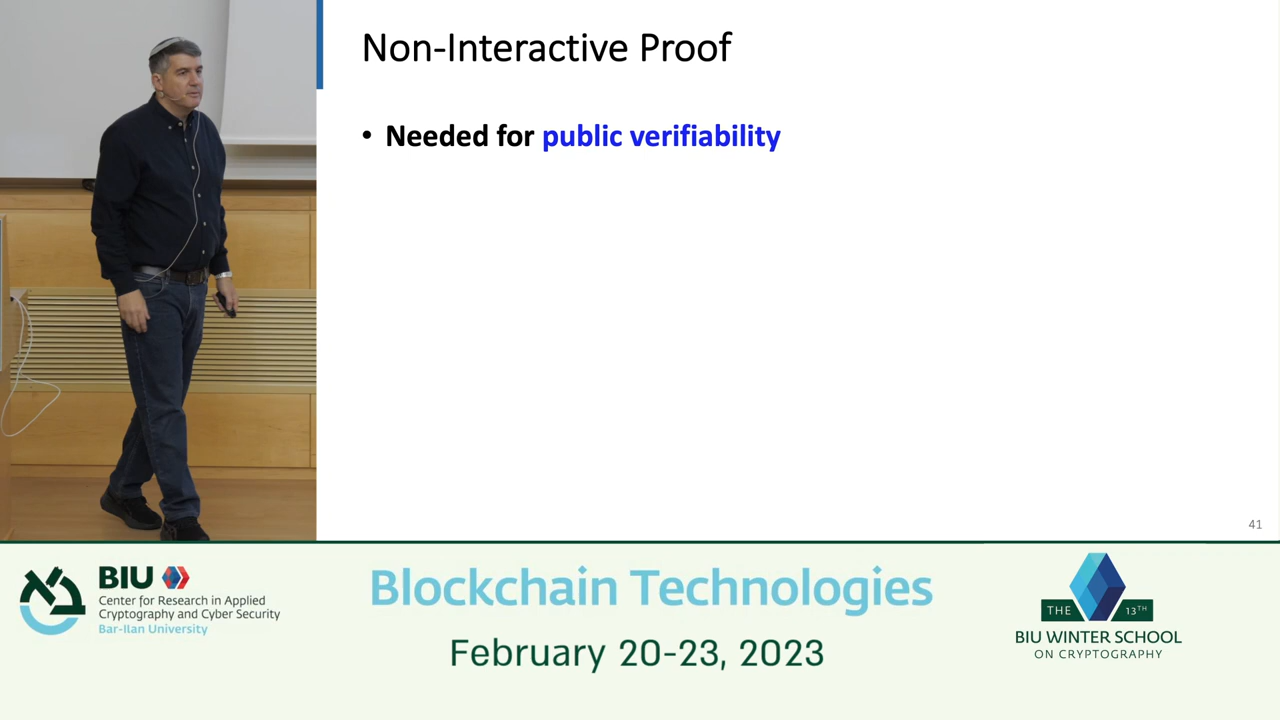 Non-Interactive Proof
• Needed for public verifiability
41
BIU
Center for Research in Applied
Cryptography and Cyber Security
Bar-Ilan University
Blockchain Technologies
February 20-23, 2023
THE 13TH
BIU WINTER SCHOOL
ON CRYPTOGRAPHY